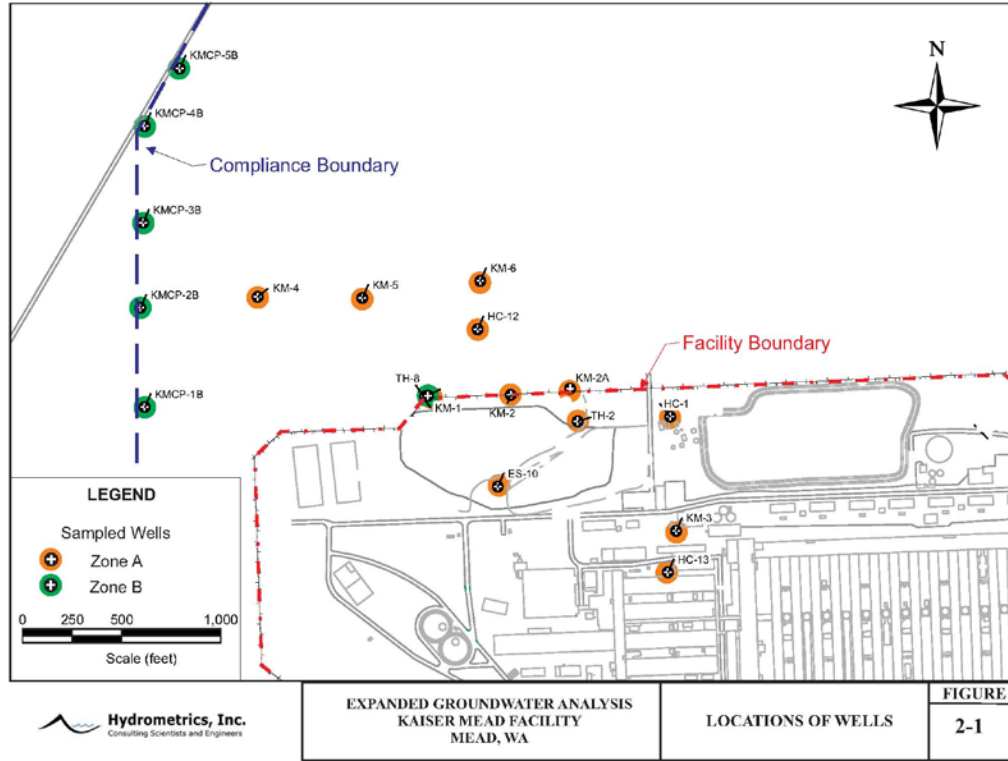 KMCP-5B
N
KMCP-4B
Compliance Boundary
KMCP-3B
KM-6
KMCP-2B
KM-4
KM-5
HC-12
Facility Boundary
TH-8
KM-2A
KMCP-1B
KM-1
KM-2
HC-1
TH-2
ES-10
LEGEND
Sampled Wells
Zone A
Zone B
0 250 500 1,000
Scale (feet)
KM-3
HC-13
Hydrometrics, Inc.
Consulting Scientists and Engineers
EXPANDED GROUNDWATER ANALYSIS
KAISER MEAD FACILITY
MEAD, WA
LOCATIONS OF WELLS
FIGURE
2-1